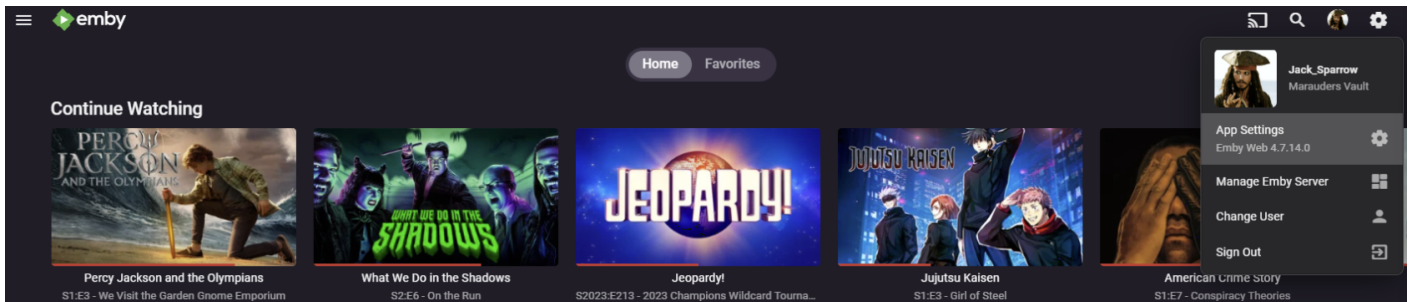 emby
Home Favorites
Jack_Sparrow
Marauders Vault
App Settings
Emby Web 4.7.14.0
Manage Emby Server
Change User
Sign Out
Continue Watching
PERCY
JACKSON
AND THE OLYMPIANS
WHAT WE DO IN THE
SHADOWS
JEOPARDY!
JUJUTSU KAISEN
Percy Jackson and the Olympians
S1:E3 - We Visit the Garden Gnome Emporium
What We Do in the Shadows
S2:E6 - On the Run
Jeopardy!
S2023:E213 - 2023 Champions Wildcard Tourna...
Jujutsu Kaisen
S1:E3 - Girl of Steel
American Crime Story
S1:E7 - Conspiracy Theories